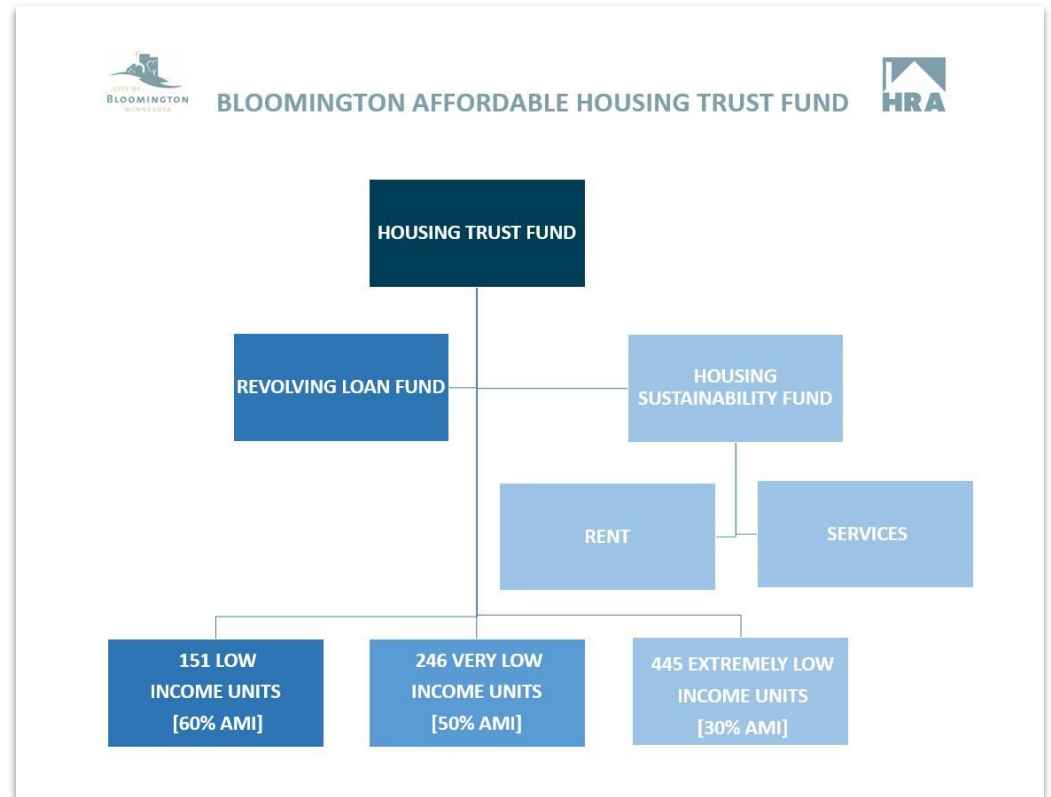 CITY OF
BLOOMINGTON
MINNESOTA
BLOOMINGTON AFFORDABLE HOUSING TRUST FUND
HRA
HOUSING TRUST FUND
REVOLVING LOAN FUND
HOUSING
SUSTAINABILITY FUND
RENT
SERVICES
151 LOW
INCOME UNITS
[60% AMI]
246 VERY LOW
INCOME UNITS
[50% AMI]
445 EXTREMELY LOW
INCOME UNITS
[30% AMI]